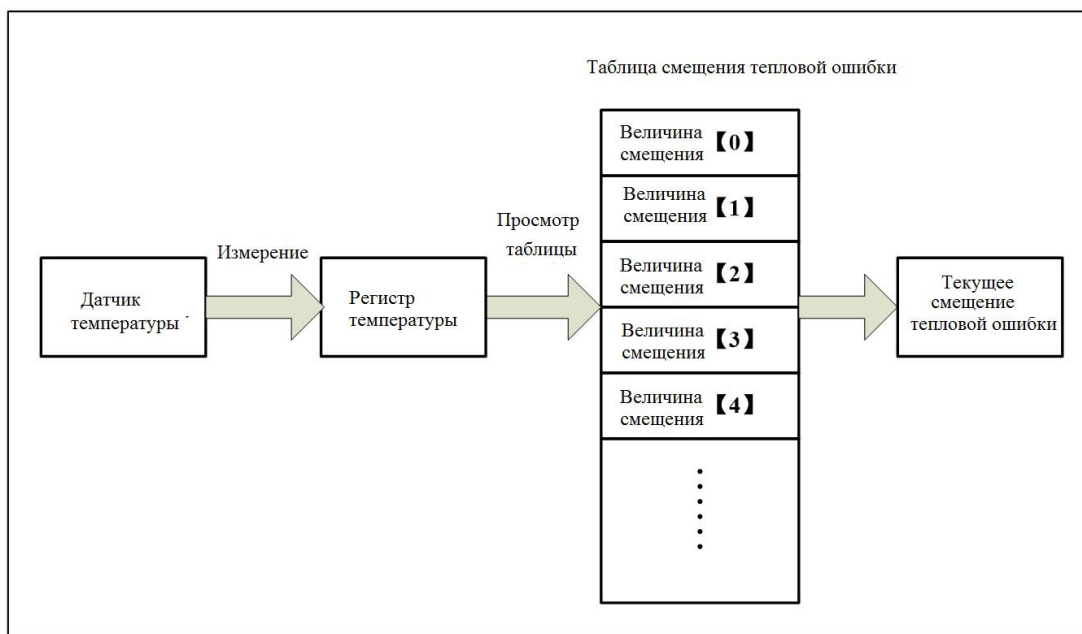 Таблица смещения тепловой ошибки
Величина
смещения 【0】
Величина
смещения 【1】
Величина
смещения 【2】
Величина
смещения 【3】
Величина
смещения 【4】
Датчик
температуры
Измерение
Регистр
температуры
Просмотр
таблицы
Текущее
смещение
тепловой ошибки